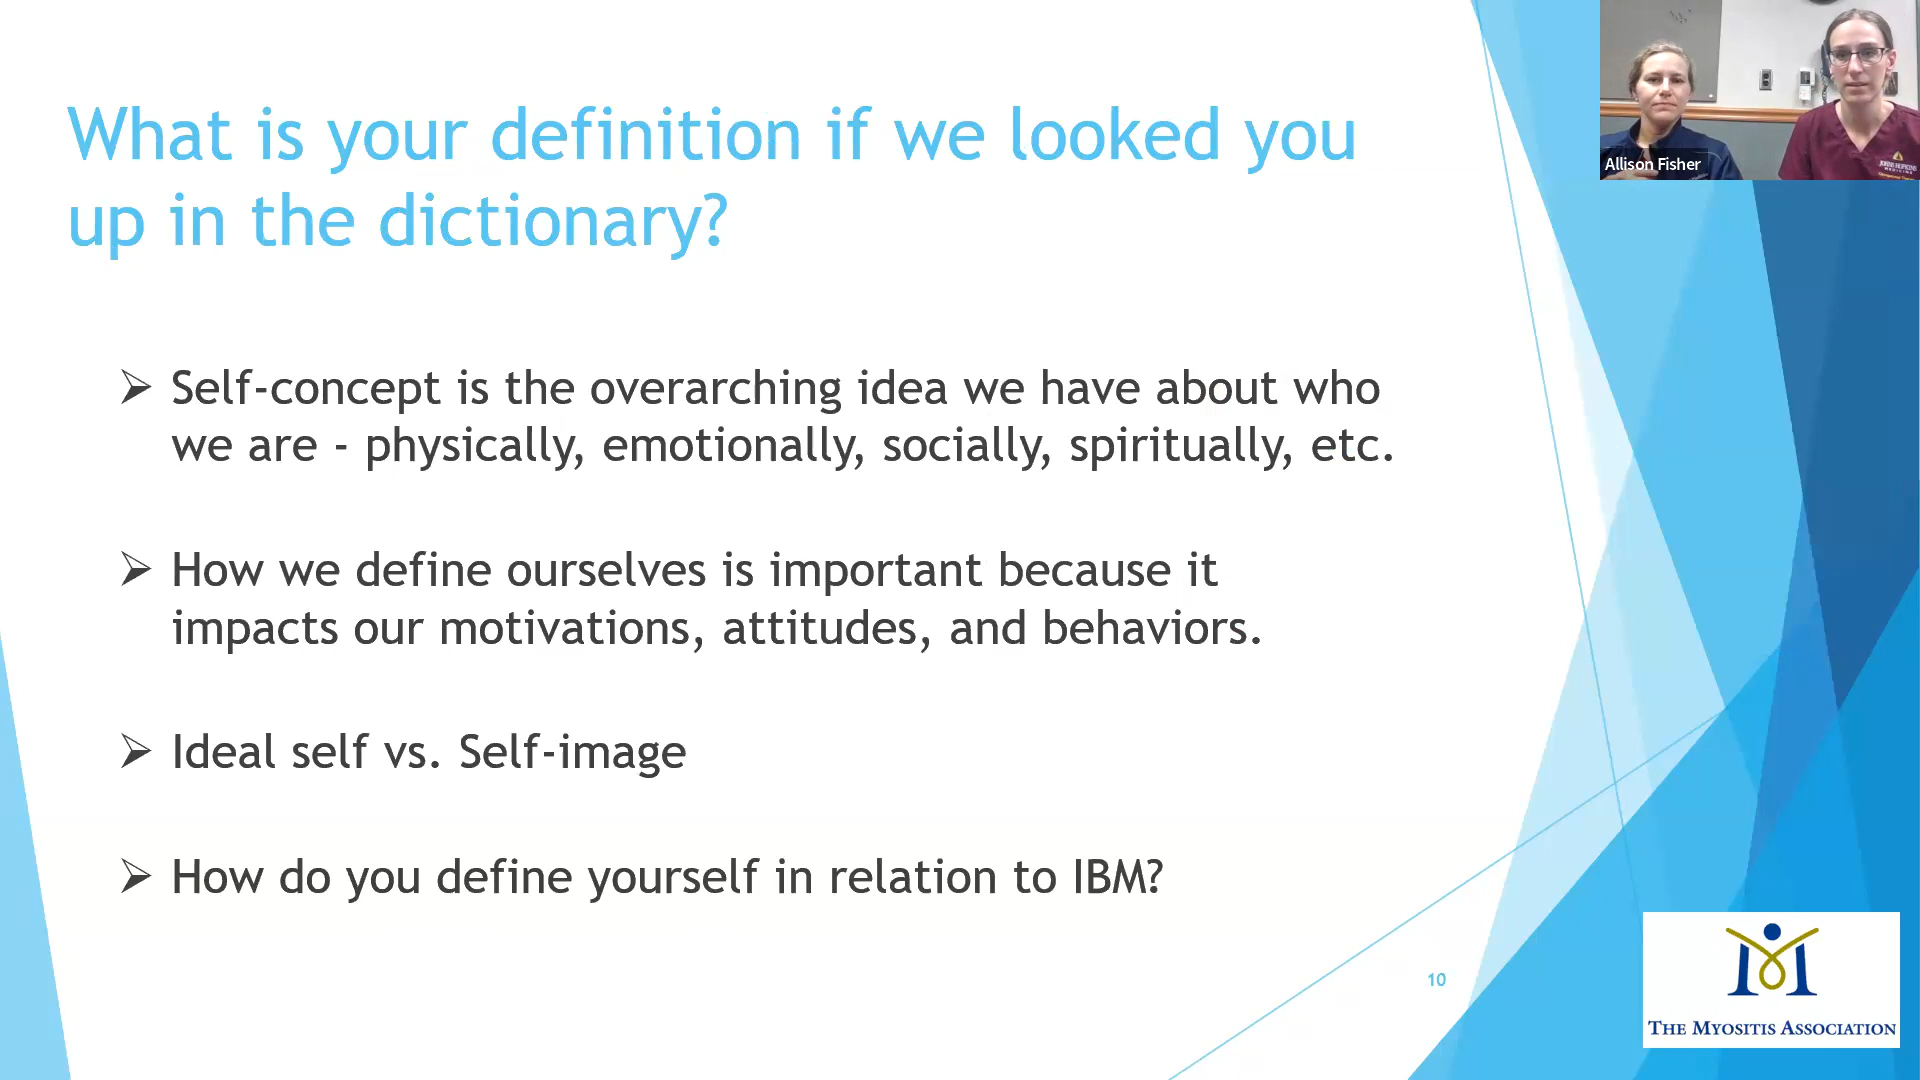 What is your definition if we looked you
up in the dictionary?
Self-concept is the overarching idea we have about who
we are - physically, emotionally, socially, spiritually, etc.
How we define ourselves is important because it
impacts our motivations, attitudes, and behaviors.
Ideal self vs. Self-image
How do you define yourself in relation to IBM?
10
Allison Fisher
JOHNS HOPKINS
MEDICINE
THE MYOSITIS ASSOCIATION